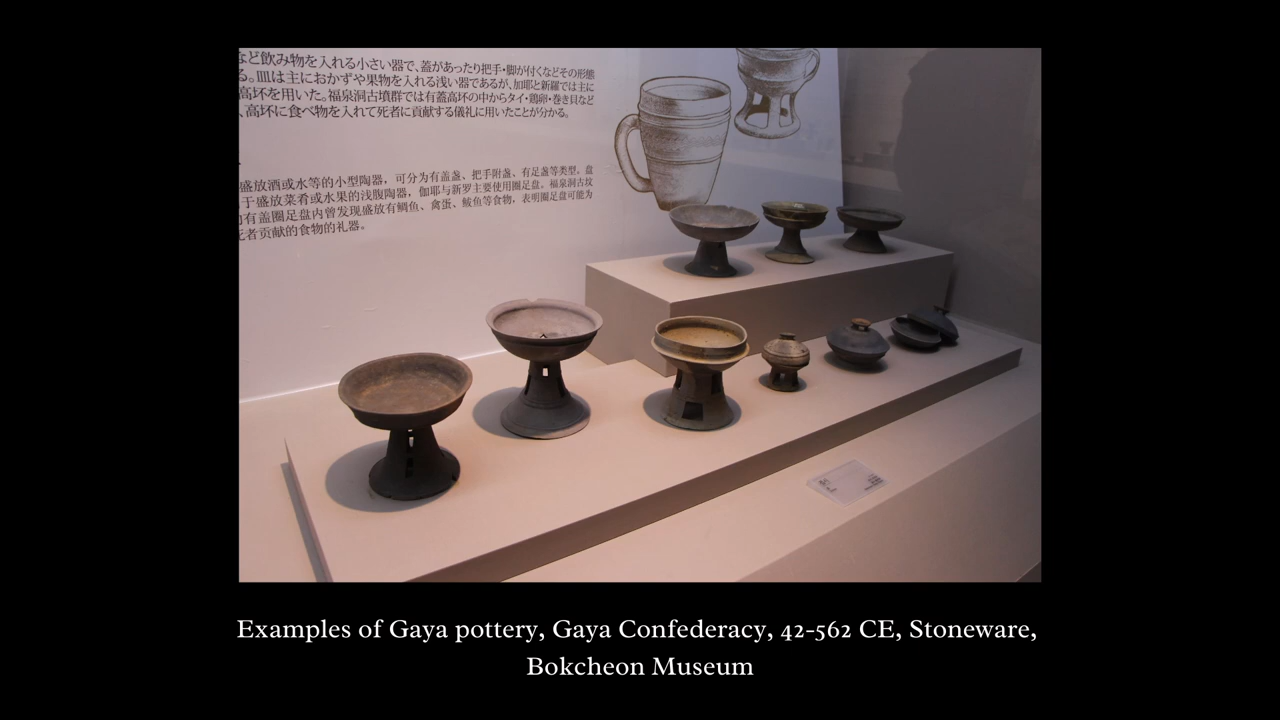 など飲み物を入れる小さい器で、蓋があったり把手・脚が付くなどその形態
る。皿は主におかずや果物を入れる浅い器であるが、加耶と新羅では主に
高坏を用いた。福泉洞古墳群では有蓋高坏の中からタイ・鶏卵・巻き貝など
、高坏に食べ物を入れて死者に貢献する儀礼に用いたことが分かる。
盛放酒或水等的小型陶器，可分为有盖盏、把手附盏、有足盏等类型。盘
于盛放菜肴或水果的浅腹陶器，伽耶与新罗主要使用圈足盘。福泉洞古坟
的有盖圈足盘内曾发现盛放有鲷鱼、禽蛋、鲅鱼等食物，表明圈足盘可能为
死者贡献的食物的礼器。
Examples of Gaya pottery, Gaya Confederacy, 42-562 CE, Stoneware,
Bokcheon Museum